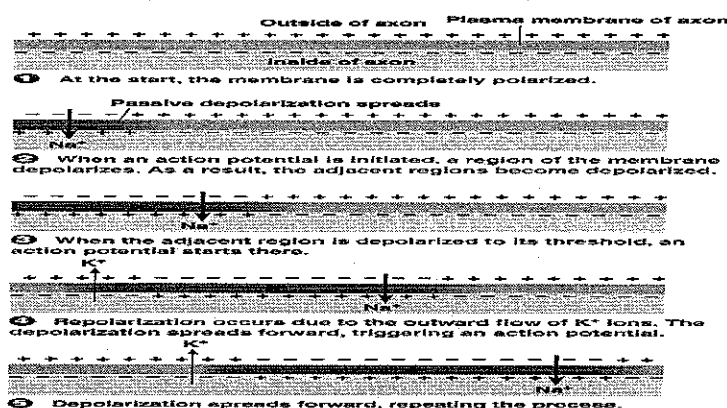 Outside of axon Plasma membrane of axon
Inside of axon
1 At the start, the membrane is completely polarized.
Passive depolarization spreads
Na+
2 When an action potential is initiated, a region of the membrane
depolarizes. As a result, the adjacent regions become depolarized.
Na+
3 When the adjacent region is depolarized to its threshold, an
action potential starts there.
K+
Na+
4 Repolarization occurs due to the outward flow of K+ ions. The
depolarization spreads forward, triggering an action potential.
K+
Na+
5 Depolarization spreads forward, repeating the process.